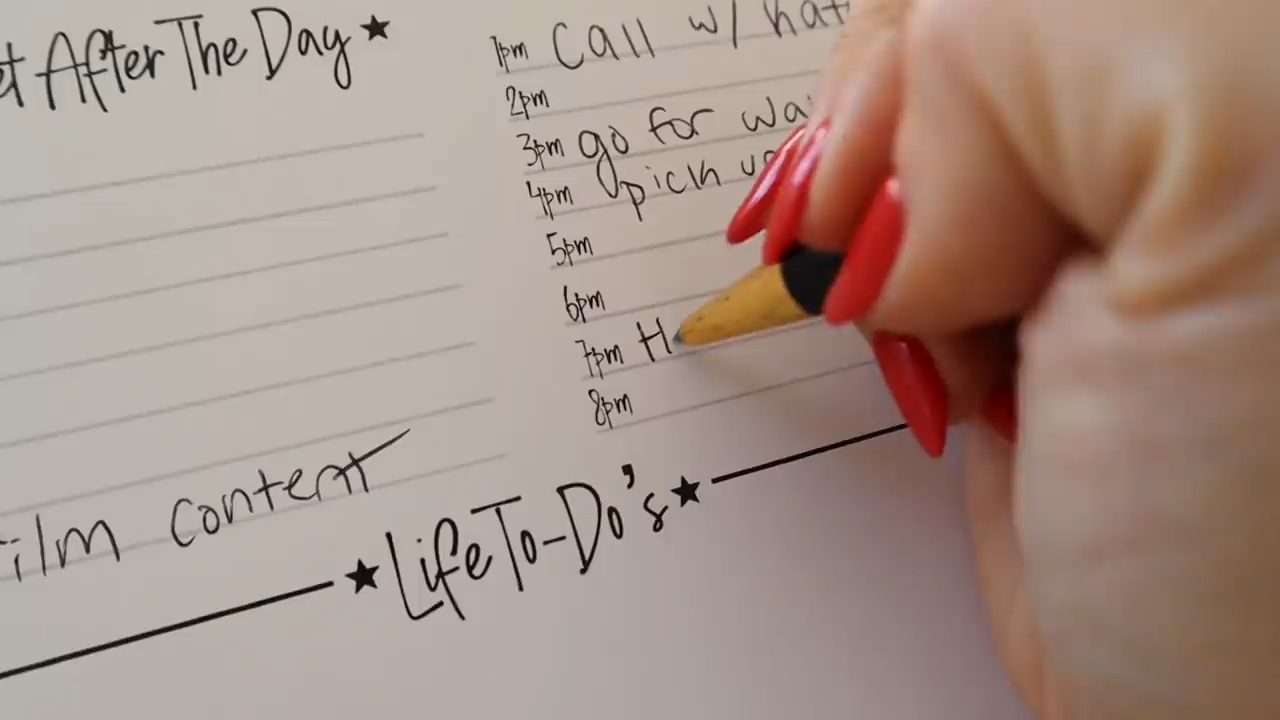 After The Day
1pm Call w/
2pm
3pm go for
4pm pick
5pm
6pm
7pm H
8pm
film content
Life To-Do's